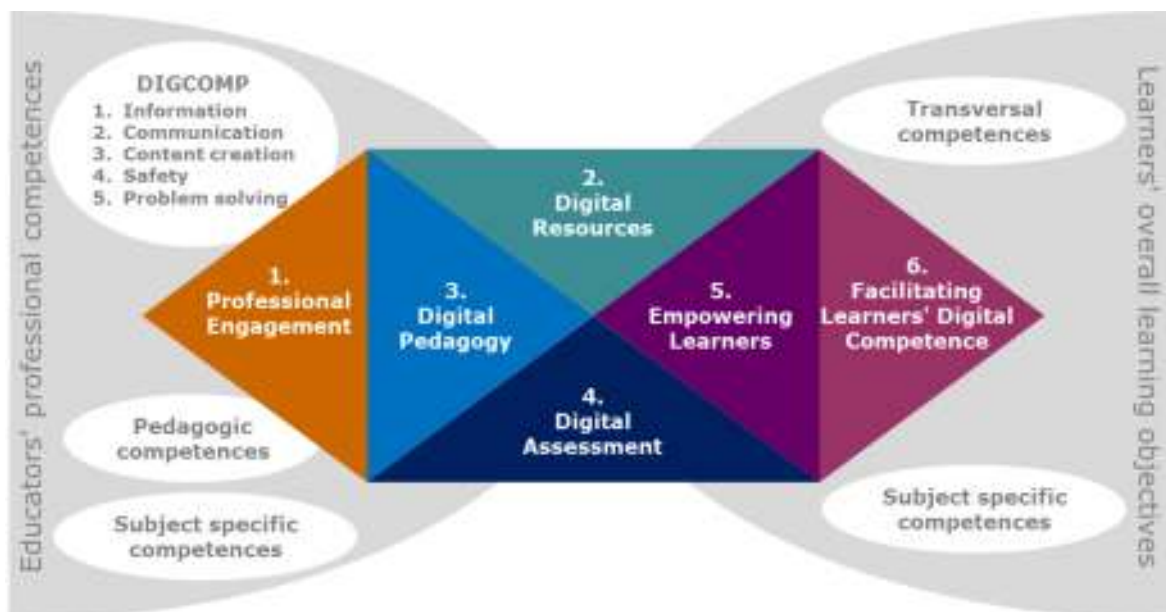 Educators' professional competences
DIGCOMP
1. Information
2. Communication
3. Content creation
4. Safety
5. Problem solving
Pedagogic
competences
Subject specific
competences
1.
Professional
Engagement
2.
Digital
Resources
3.
Digital
Pedagogy
4.
Digital
Assessment
5.
Empowering
Learners
6.
Facilitating
Learners' Digital
Competence
Transversal
competences
Subject specific
competences
Learners' overall learning objectives